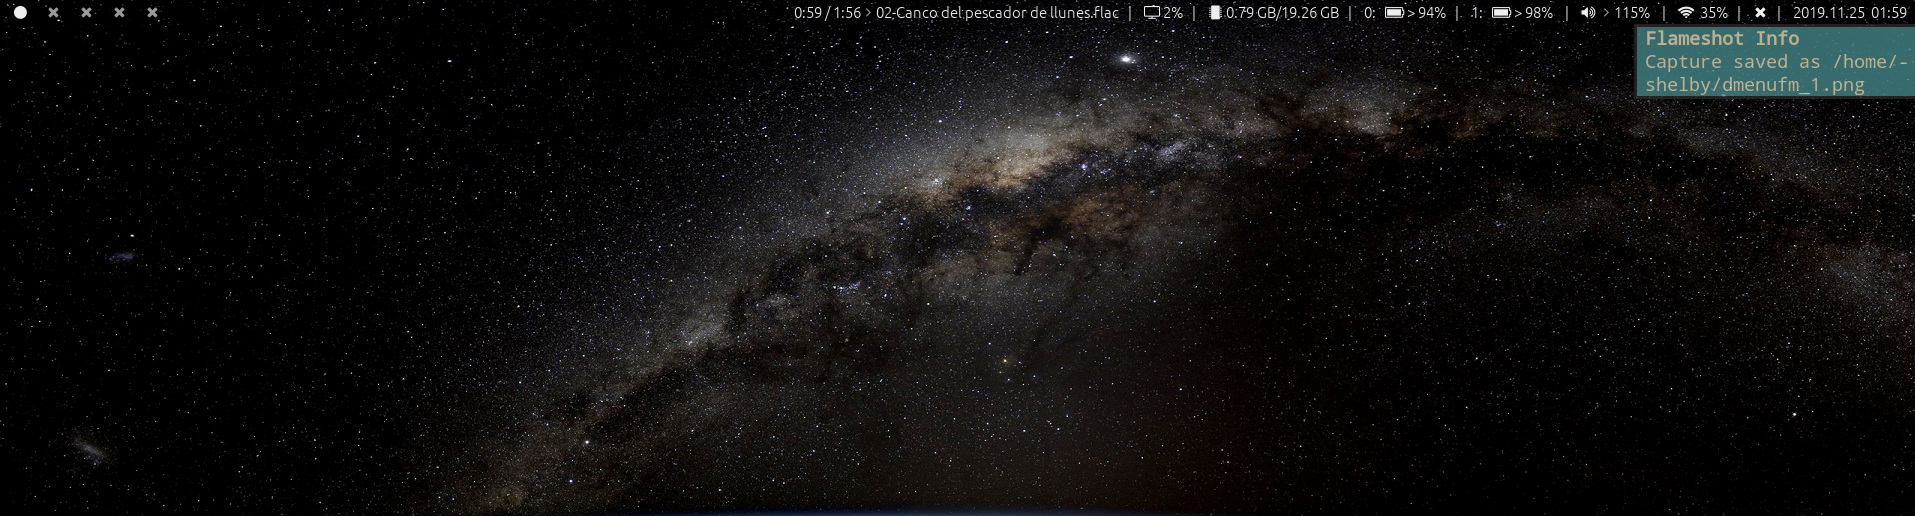 0:59 / 1:56 > 02-Canco del pescador de llunes.flac | 2% | 0.79 GB/19.26 GB | 0: > 94% | 1: > 98% | > 115% | 35% | | 2019.11.25 01:59
Flameshot Info
Capture saved as /home/-
shelby/dmenufm_1.png